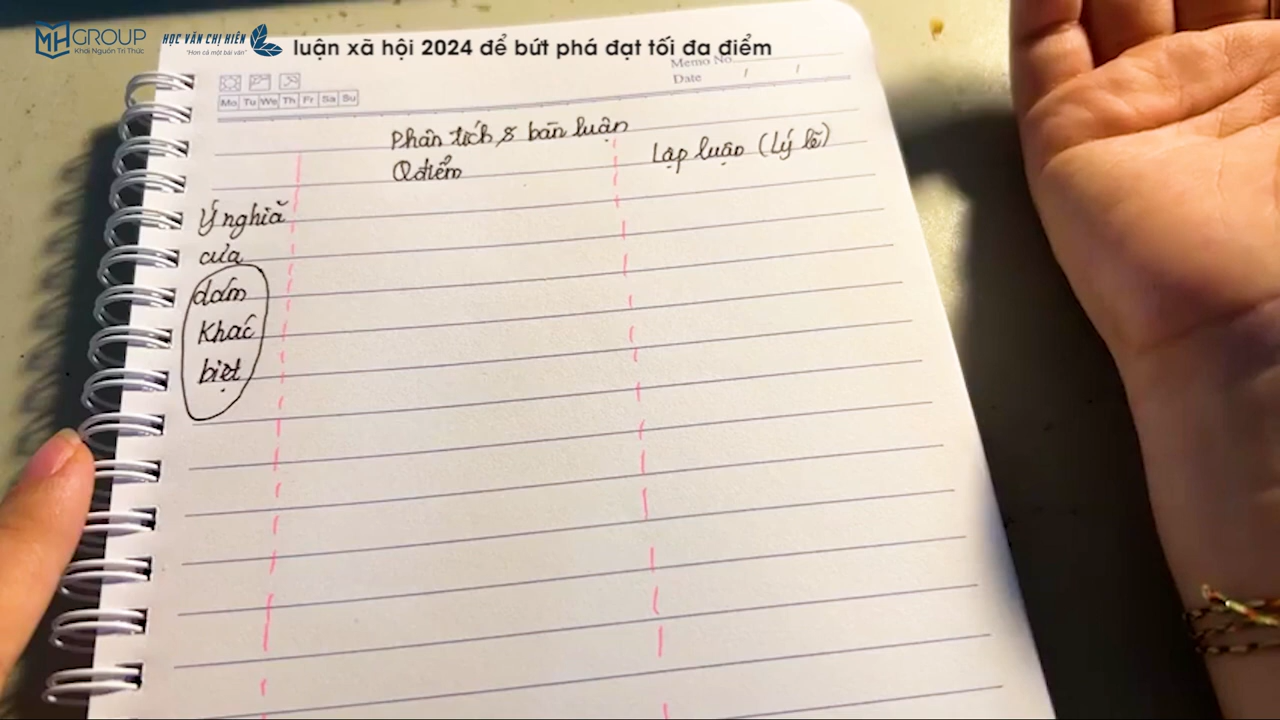 MH GROUP
Khơi Nguồn Tri Thức
HỌC VĂN CHỊ HIÊN
"Hơn cả một bài văn"
luận xã hội 2024 để bứt phá đạt tối đa điểm
Memo No
Date / /
Mo Tu We Th Fr Sa Su
Phân tích & bàn luận
Qđiểm
Lập luận (Lý lẽ)
Ý nghĩa
của
dám
khác
biệt